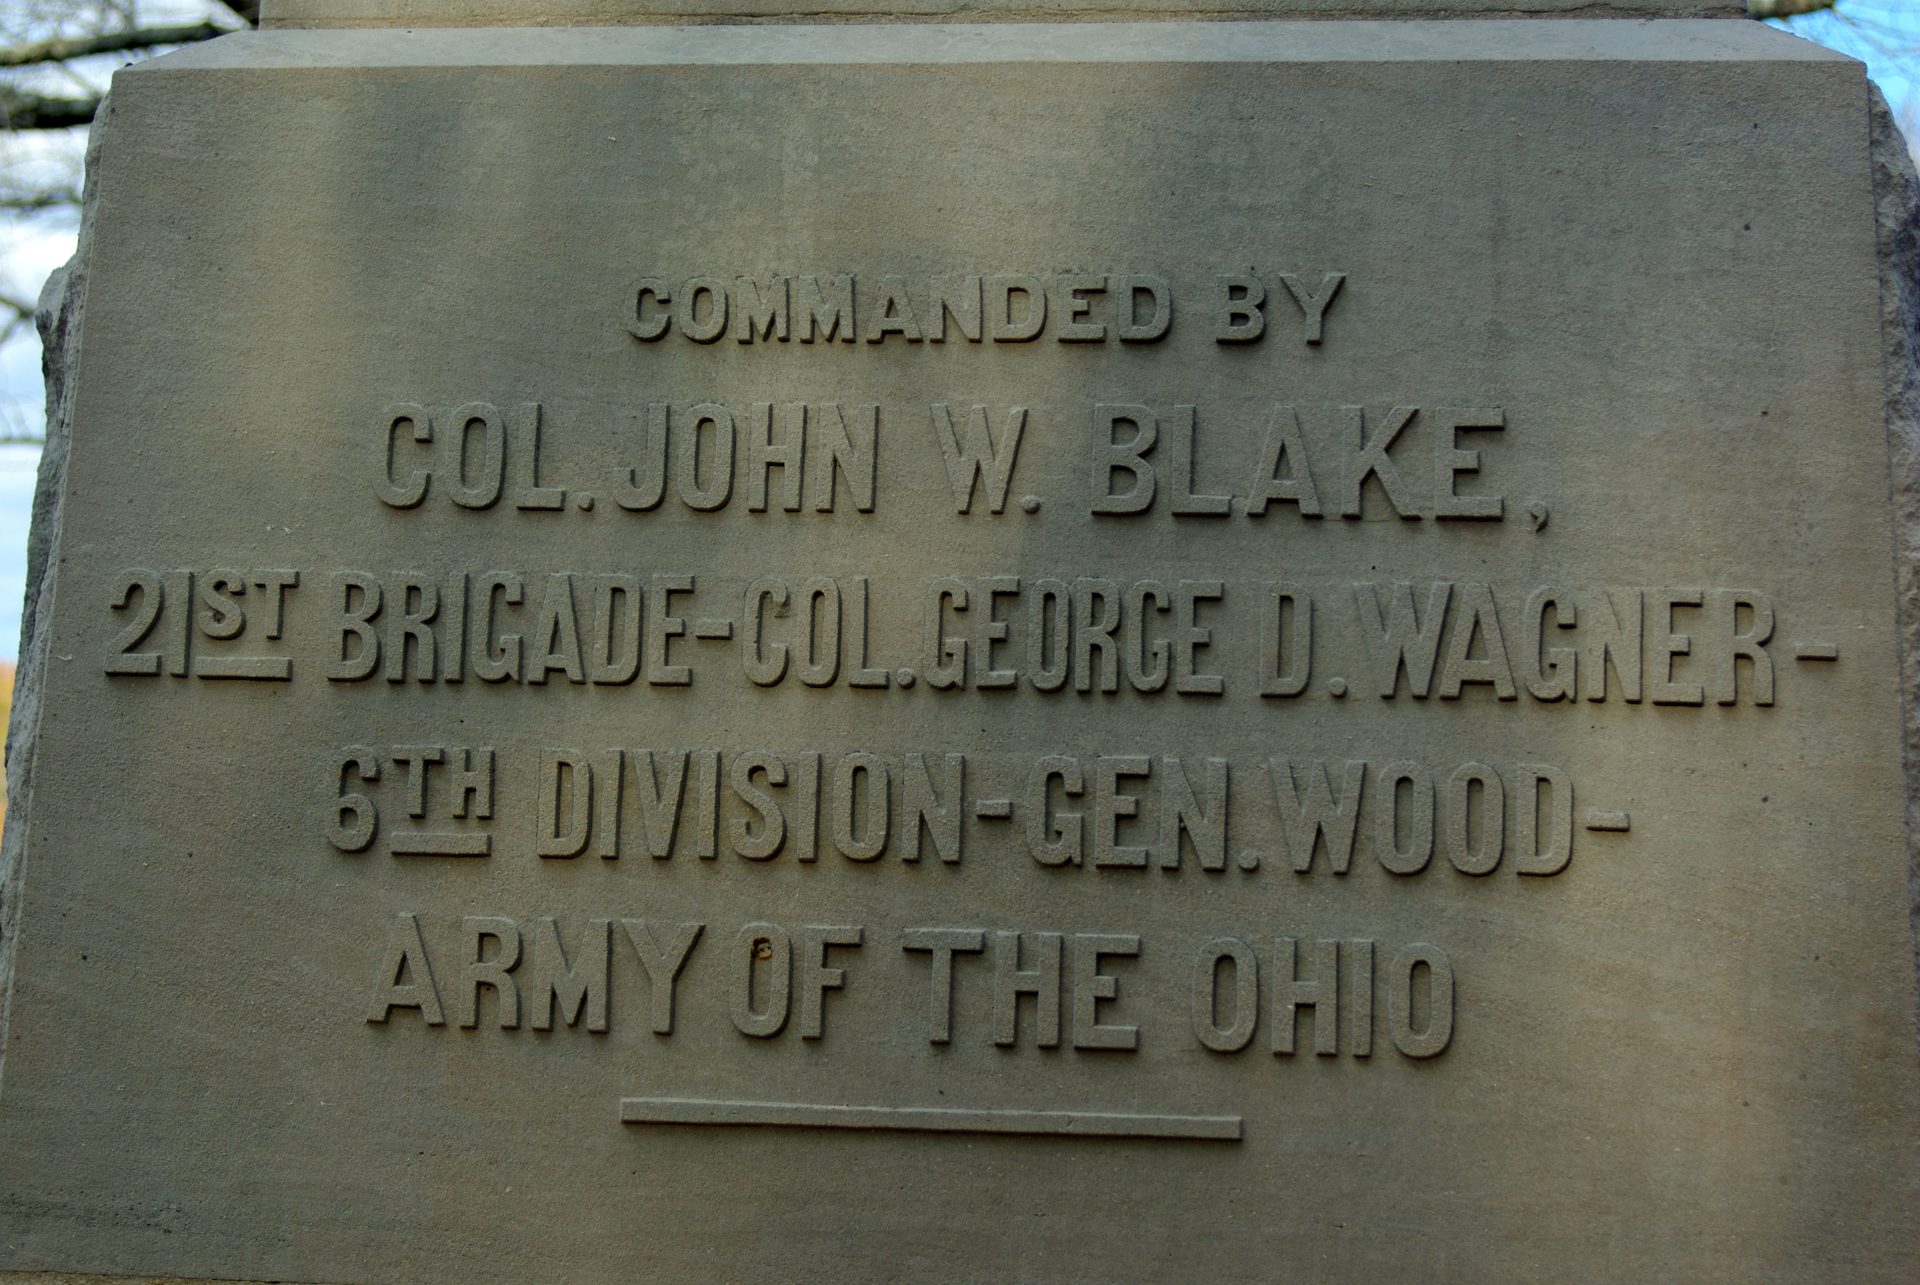 COMMANDED BY
COL. JOHN W. BLAKE,
21ST BRIGADE-COL. GEORGE D. WAGNER-
6TH DIVISION-GEN. WOOD-
ARMY OF THE OHIO